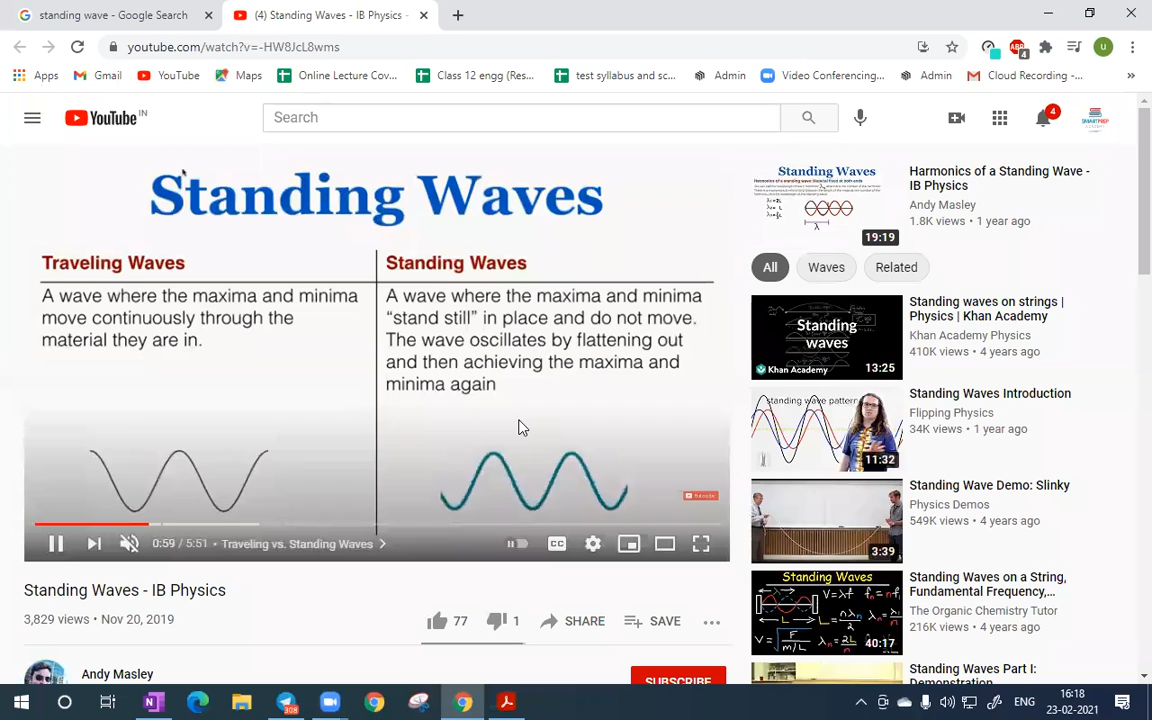 standing wave - Google Search
(4) Standing Waves - IB Physics -
youtube.com/watch?v=-HW8JcL8wms
4
u
Apps
Gmail
YouTube
Maps
Online Lecture Cov...
Class 12 engg (Res...
test syllabus and sc...
Admin
Video Conferencing...
Admin
Cloud Recording -...
»
YouTube IN
Search
4
Standing Waves
Traveling Waves
Standing Waves
A wave where the maxima and minima
move continuously through the
material they are in.
A wave where the maxima and minima
“stand still” in place and do not move.
The wave oscillates by flattening out
and then achieving the maxima and
minima again
0:59 / 5:51
Traveling vs. Standing Waves
CC
Standing Waves - IB Physics
3,829 views • Nov 20, 2019
77
1
SHARE
SAVE
Andy Masley
SUBSCRIBE
Standing Waves
19:19
Harmonics of a Standing Wave -
IB Physics
Andy Masley
1.8K views • 1 year ago
All
Waves
Related
Standing
waves
Khan Academy
13:25
Standing waves on strings |
Physics | Khan Academy
Khan Academy Physics
410K views • 4 years ago
standing wave pattern
11:32
Standing Waves Introduction
Flipping Physics
34K views • 1 year ago
3:39
Standing Wave Demo: Slinky
Physics Demos
549K views • 4 years ago
Standing Waves
40:17
Standing Waves on a String,
Fundamental Frequency,...
The Organic Chemistry Tutor
216K views • 4 years ago
Standing Waves Part I:
Demonstration
ENG
16:18
23-02-2021